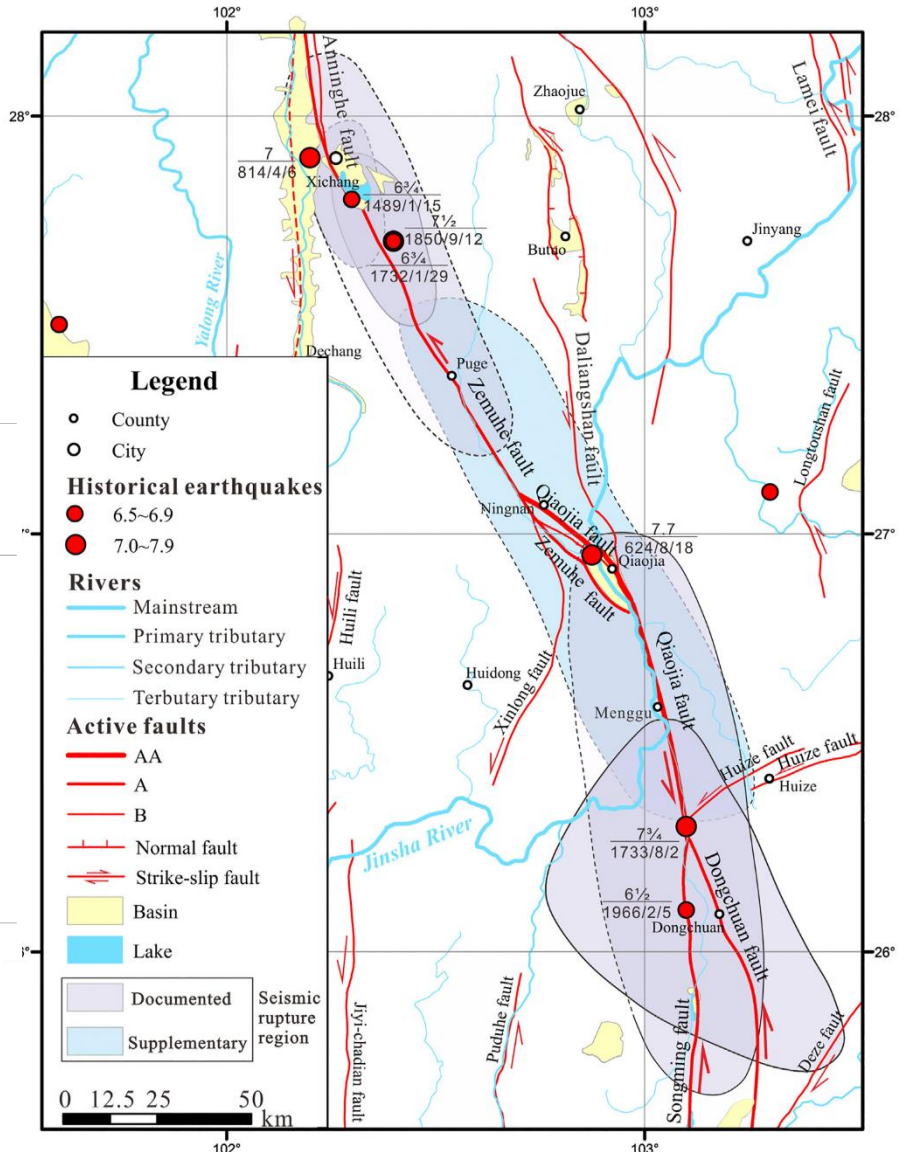 102°
103°
28°
28°
Anninghe fault
Zhaojue
Lamei fault
7
814/4/6
Xichang
6¾
1489/1/15
7½
1850/9/12
6¾
1732/1/29
Butuo
Jinyang
Yalong River
Dechang
Puge
Zemuhe fault
Daliangshan fault
Longtoushan fault
Legend
County
City
Historical earthquakes
6.5~6.9
7.0~7.9
Rivers
Mainstream
Primary tributary
Secondary tributary
Terbutary tributary
Active faults
AA
A
B
Normal fault
Strike-slip fault
Basin
Lake
Documented
Supplementary
Seismic
rupture
region
0 12.5 25 50
km
Ningnan
Qiaojia fault
7.7
624/8/18
27°
7°
Qiaojia
Zemuhe fault
Huili fault
Huili
Huidong
Xinlong fault
Qiaojia fault
Menggu
Huize fault
Huize fault
Huize
Jinsha River
7¾
1733/8/2
6½
1966/2/5
Dongchuan
Dongchuan fault
26°
5°
Jiyi-chadian fault
Puduhe fault
Songming fault
Deze fault
102°
103°